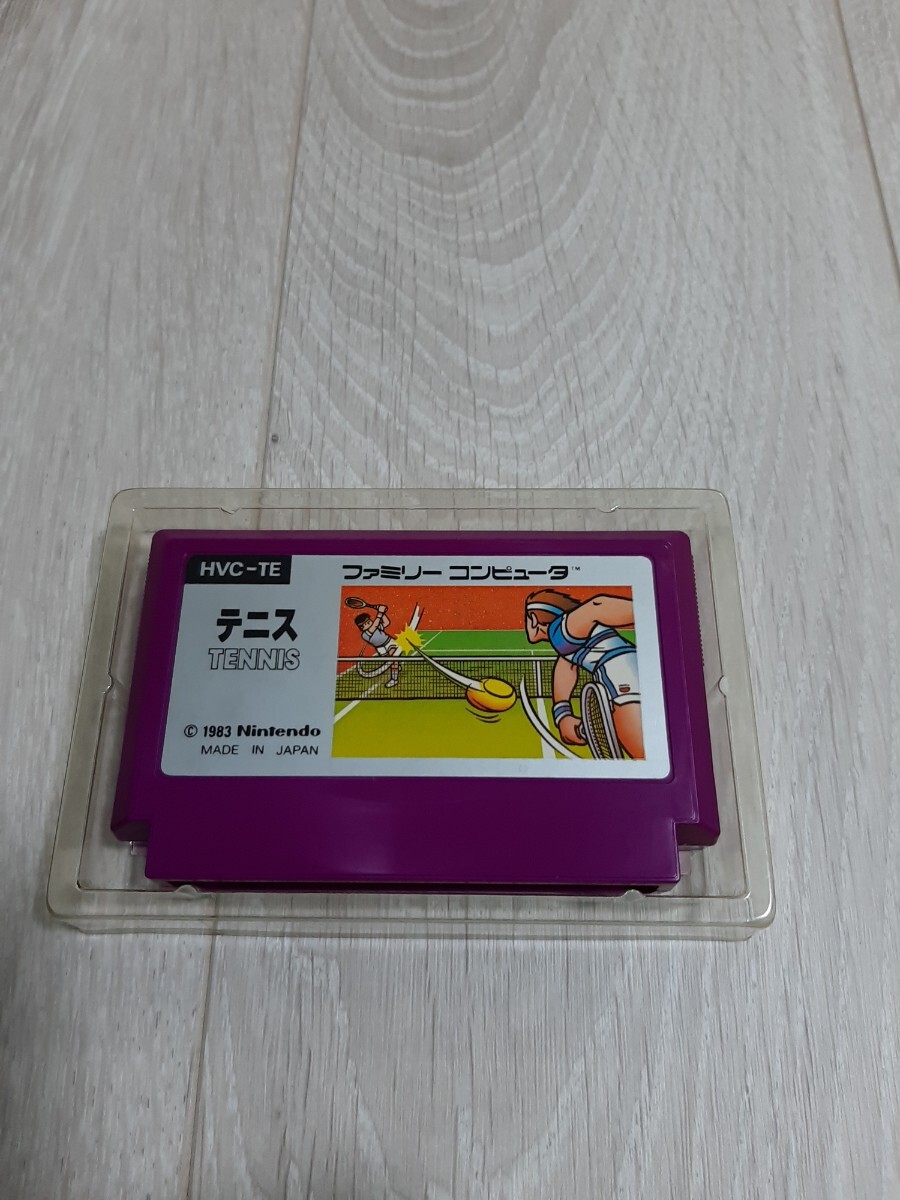 HVC-TE
ファミリー コンピュータ™
テニス
TENNIS
© 1983 Nintendo
MADE IN JAPAN